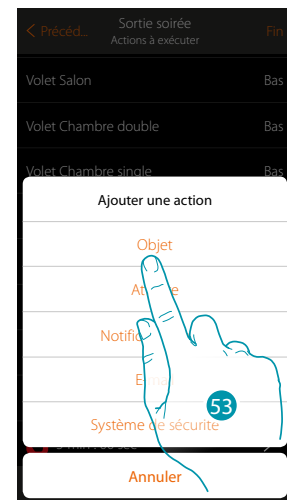 Précéd...
Sortie soirée
Fin
Actions à exécuter
Volet Salon Bas
Volet Chambre double Bas
Volet Chambre single Bas
Ajouter une action
Objet
Système de sécurité
53
Annuler